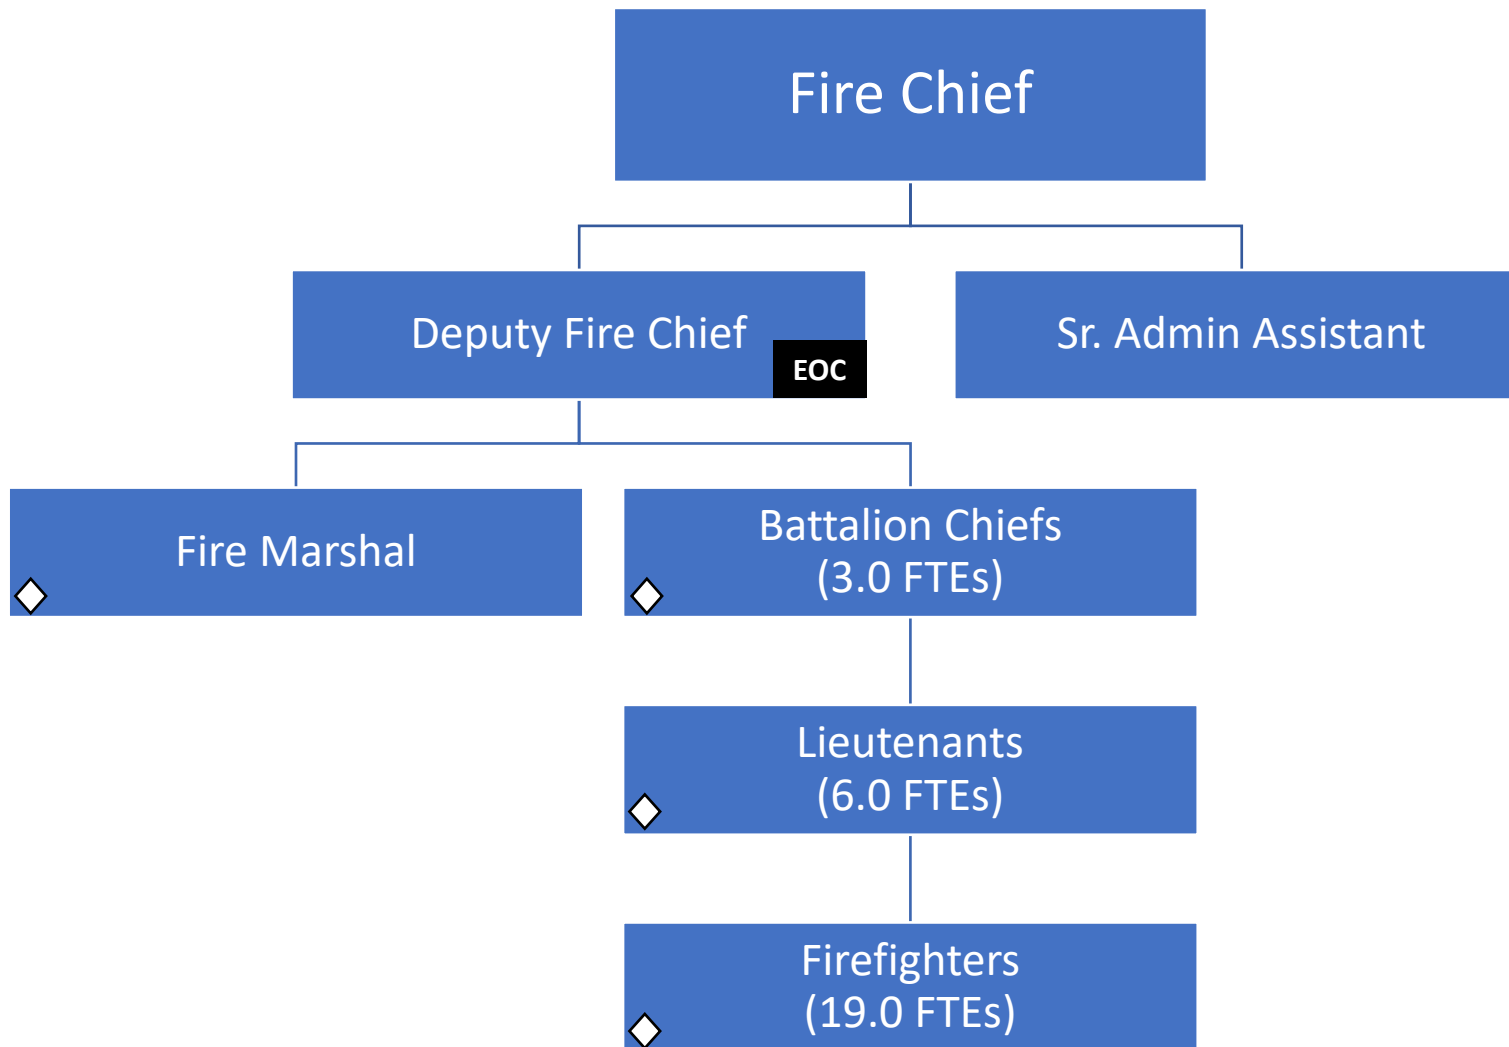 Fire Chief
Deputy Fire Chief
EOC
Sr. Admin Assistant
Fire Marshal
Battalion Chiefs
(3.0 FTEs)
Lieutenants
(6.0 FTEs)
Firefighters
(19.0 FTEs)